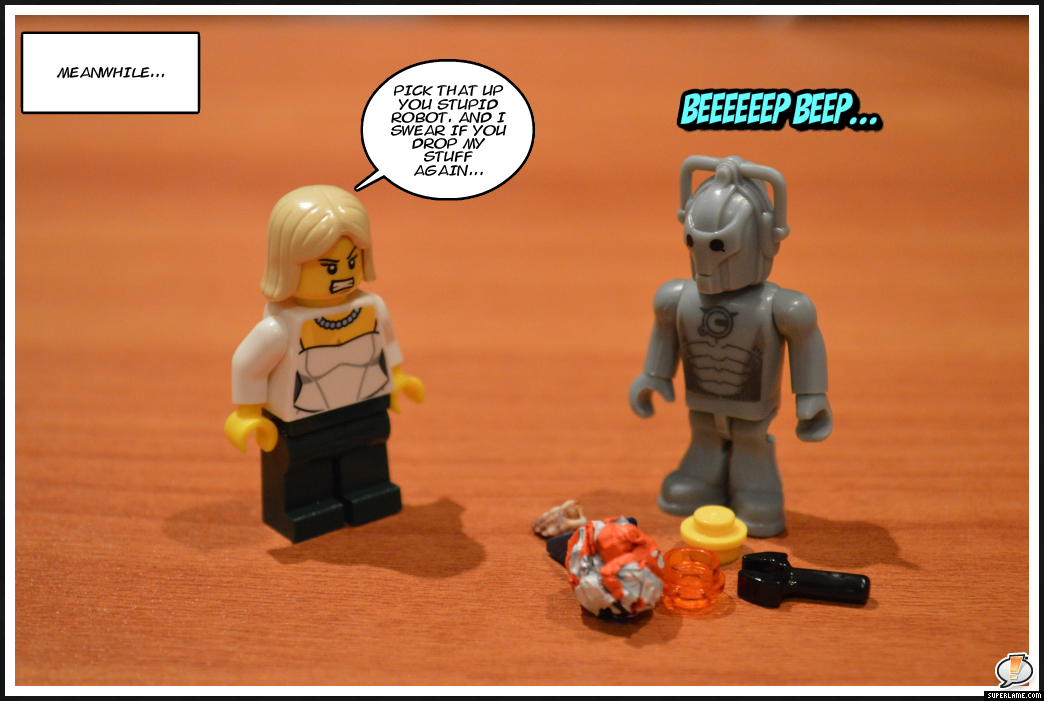 MEANWHILE...
PICK THAT UP
YOU STUPID
ROBOT. AND I
SWEAR IF YOU
DROP MY
STUFF
AGAIN...
BEEEEEEP BEEP...
SUPERLAME.COM